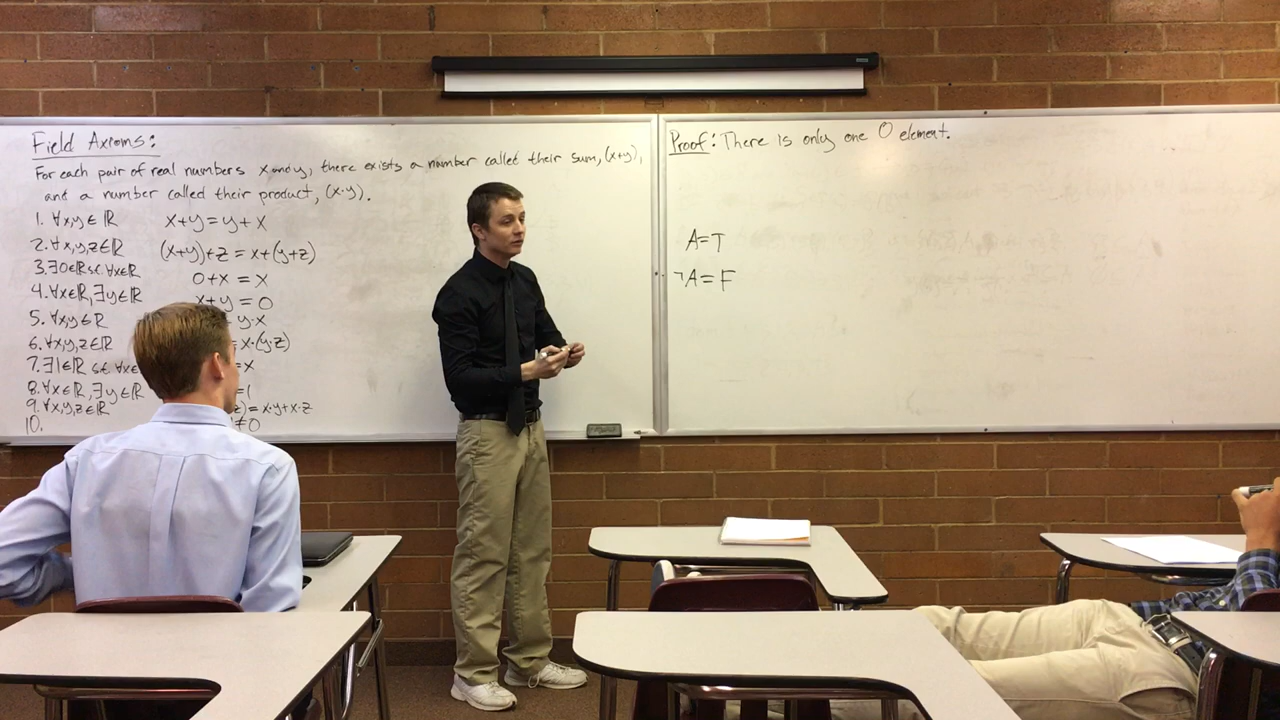 Field Axioms:
For each pair of real numbers x and y, there exists a number called their sum, (x+y),
and a number called their product, (x·y).
1. ∀x,y∈ℝ x+y=y+x
2. ∀x,y,z∈ℝ (x+y)+z=x+(y+z)
3. ∃0∈ℝ s.t. ∀x∈ℝ 0+x=x
4. ∀x∈ℝ, ∃y∈ℝ x+y=0
5. ∀x,y∈ℝ y·x
6. ∀x,y,z∈ℝ =x·(y·z)
7. ∃1∈ℝ s.t. ∀x∈ =x
8. ∀x∈ℝ, ∃y∈ℝ =1
9. ∀x,y,z∈ℝ z)=x·y+x·z
10. ≠0
Proof: There is only one 0 element.
A=T
¬A=F